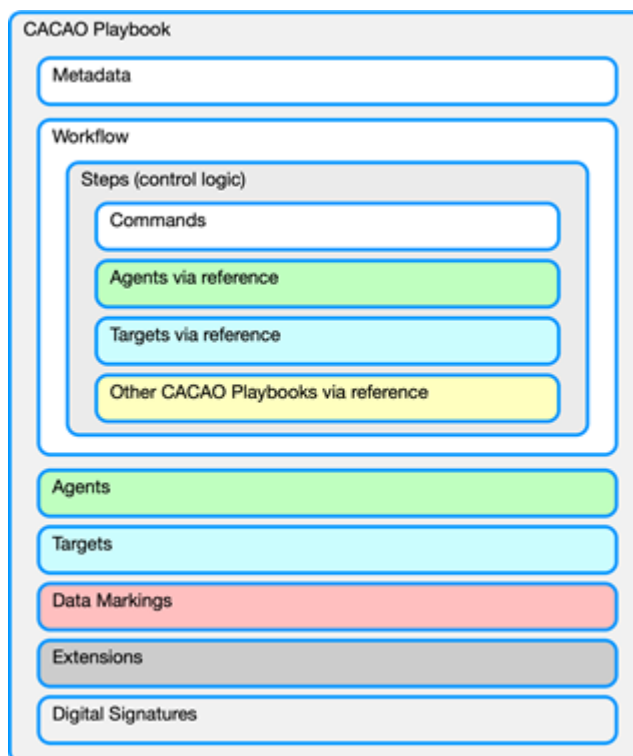 CACAO Playbook
Metadata
Workflow
Steps (control logic)
Commands
Agents via reference
Targets via reference
Other CACAO Playbooks via reference
Agents
Targets
Data Markings
Extensions
Digital Signatures